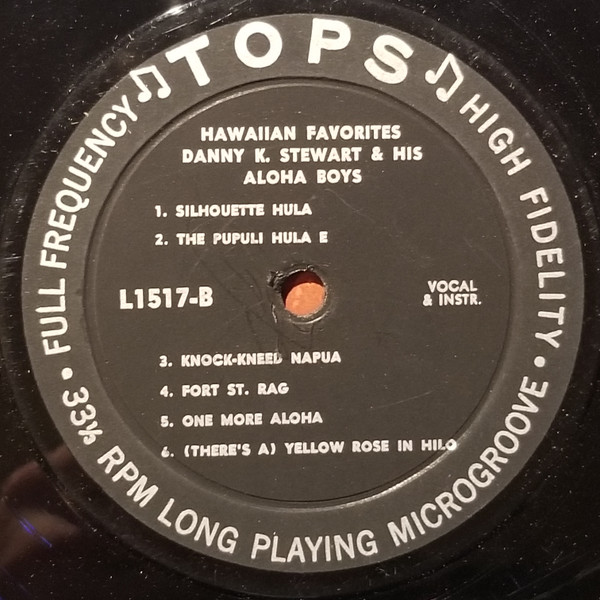 TOPS
HAWAIIAN FAVORITES
DANNY K. STEWART & HIS
ALOHA BOYS
1. SILHOUETTE HULA
2. THE PUPULI HULA E
L1517-B
VOCAL
& INSTR.
3. KNOCK-KNEED NAPUA
4. FORT ST. RAG
5. ONE MORE ALOHA
6. (THERE'S A) YELLOW ROSE IN HILO
FULL FREQUENCY
HIGH FIDELITY
• 33⅓ RPM LONG PLAYING MICROGROOVE •